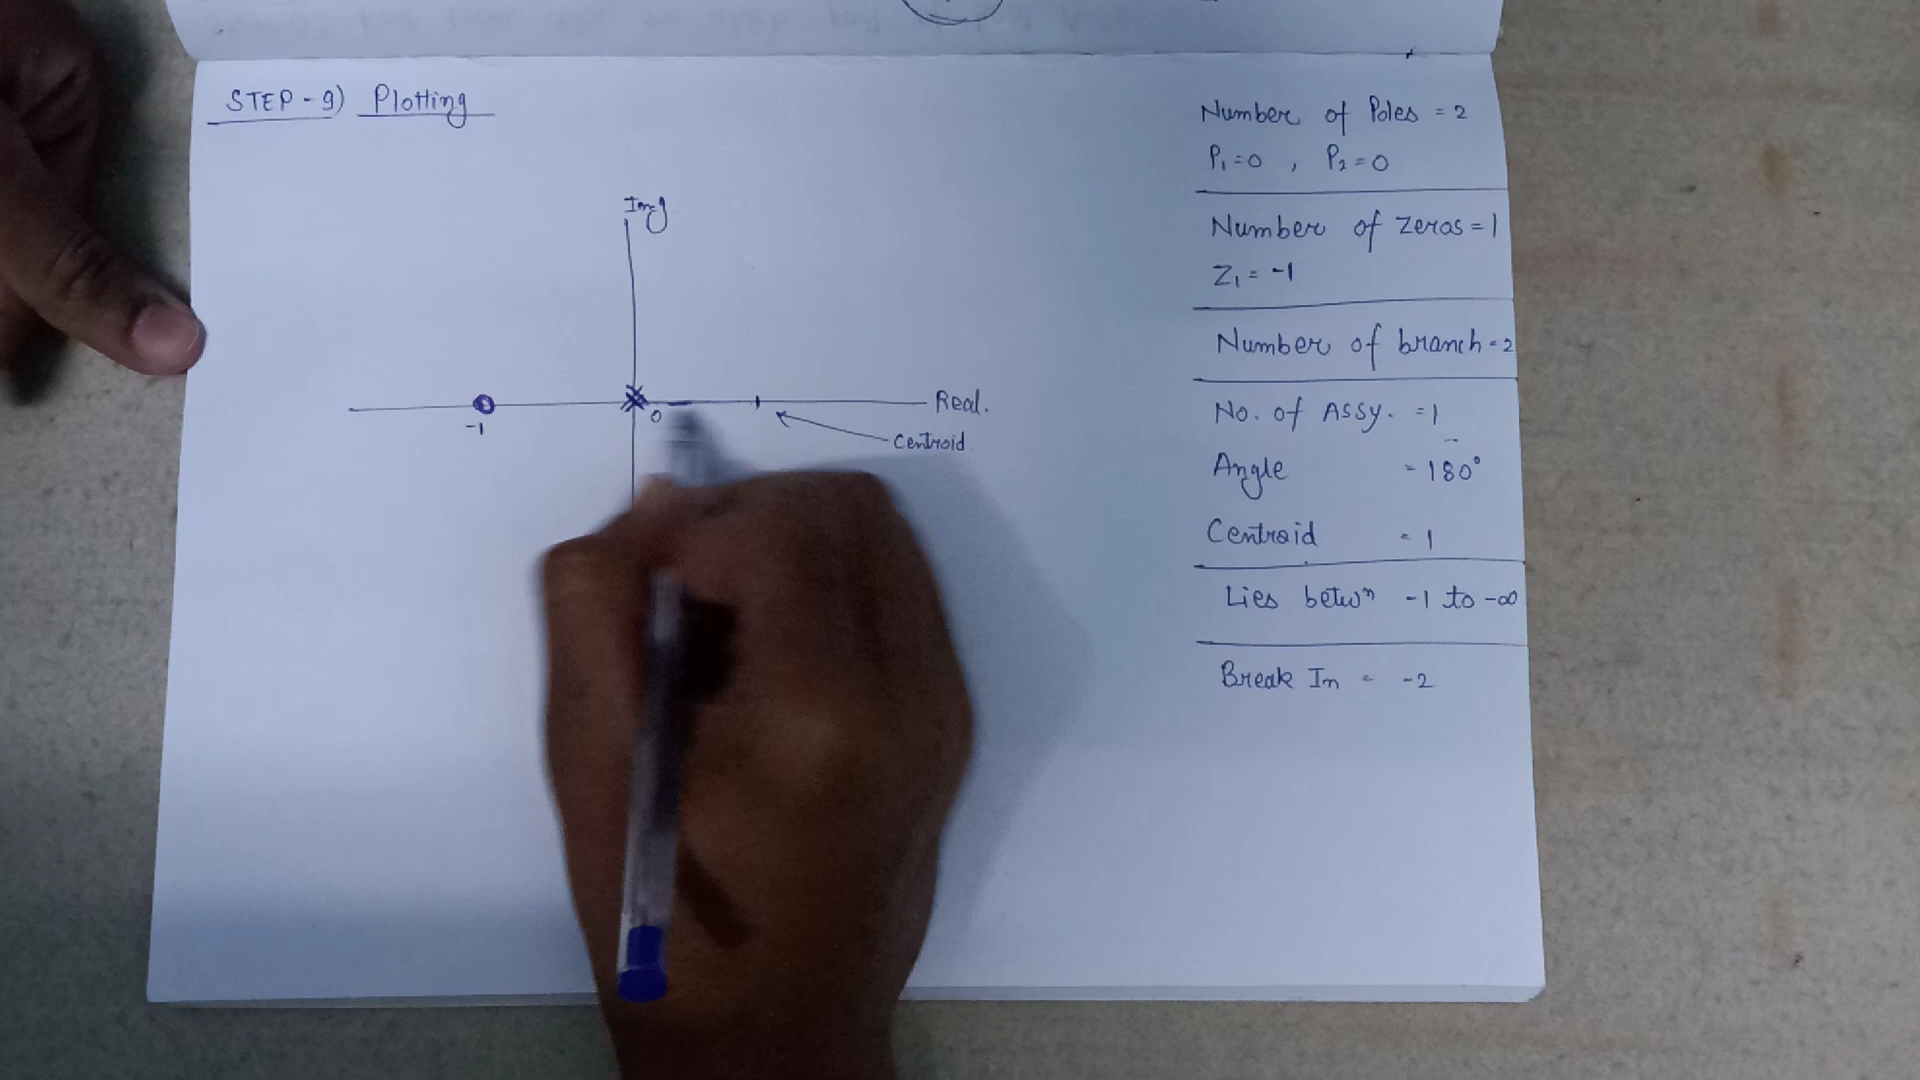 STEP-9) Plotting
Img
Real.
-1
0
Centroid
Number of Poles = 2
P₁=0 , P₂=0
Number of zeros = 1
Z₁ = -1
Number of branch = 2
No. of Assy. = 1
Angle = 180°
Centroid = 1
Lies betwⁿ -1 to -∞
Break In = -2